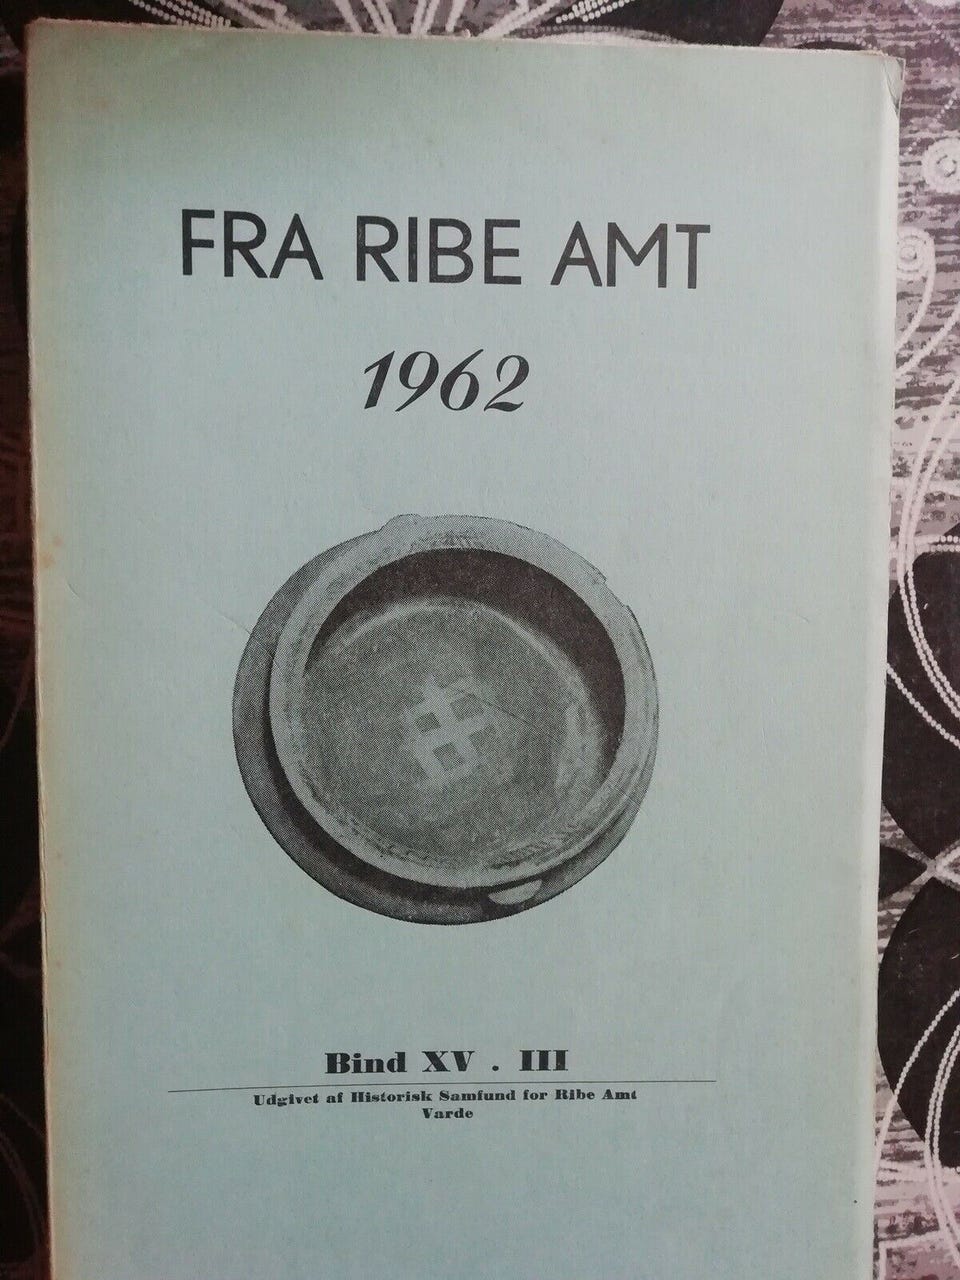 FRA RIBE AMT
1962
Bind XV . III
Udgivet af Historisk Samfund for Ribe Amt
Varde